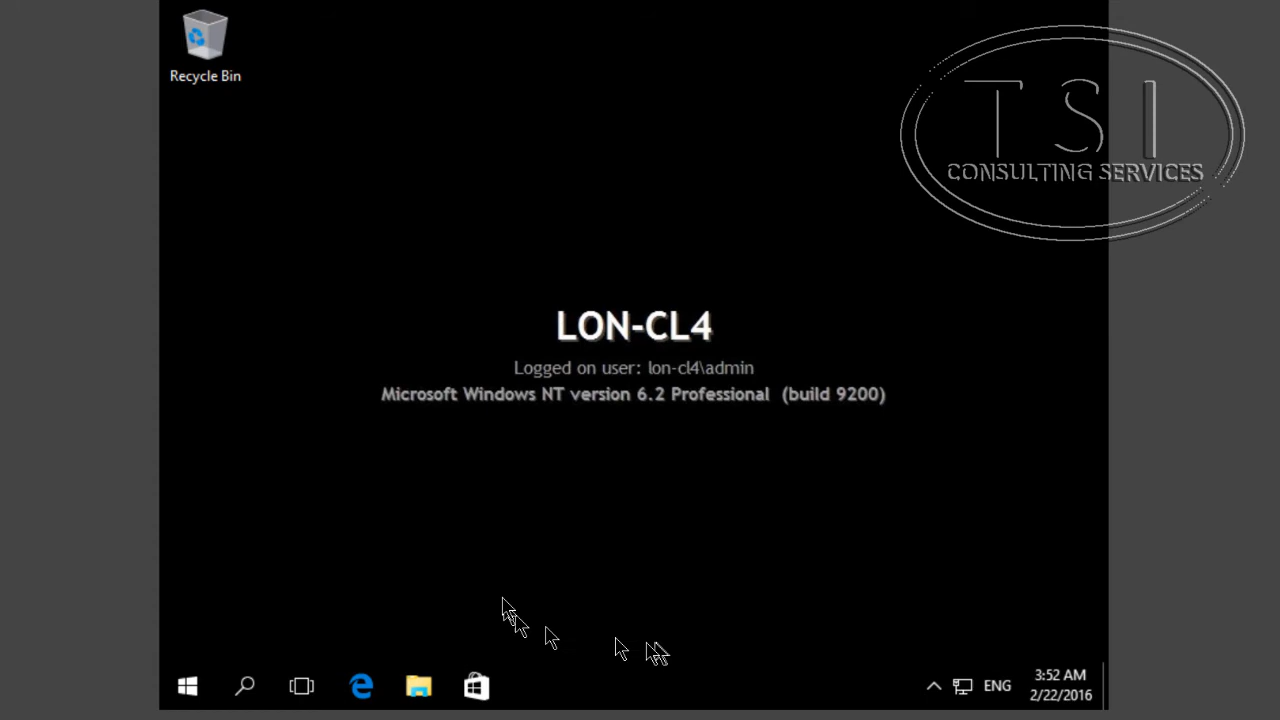 Recycle Bin
T S I
CONSULTING SERVICES
LON-CL4
Logged on user: lon-cl4\admin
Microsoft Windows NT version 6.2 Professional (build 9200)
ENG
3:52 AM
2/22/2016